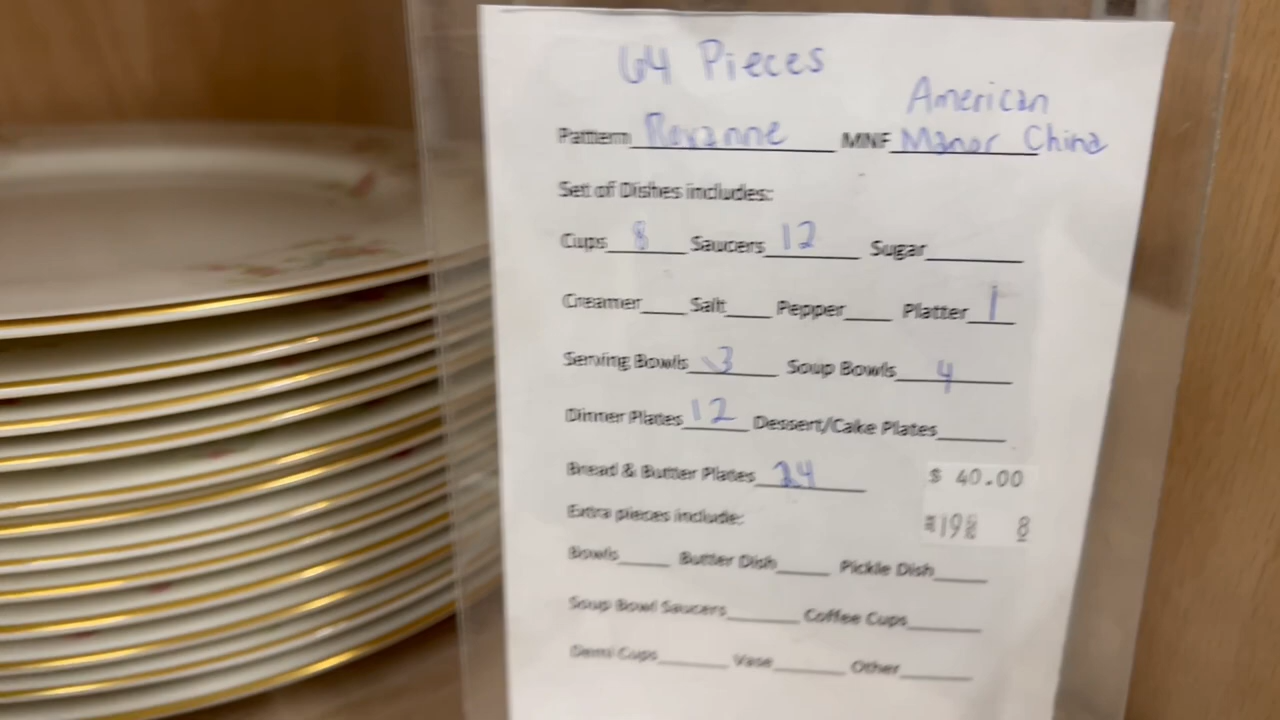 64 Pieces
American
Pattern Roxanne MNF Manor China
Set of Dishes includes:
Cups 8 Saucers 12 Sugar
Creamer Salt Pepper Platter 1
Serving Bowls 3 Soup Bowls 4
Dinner Plates 12 Dessert/Cake Plates
Bread & Butter Plates 24
$ 40.00
Extra pieces include:
Bowls Butter Dish Pickle Dish
Soup Bowl Saucers Coffee Cups
Demi Cups Vase Other